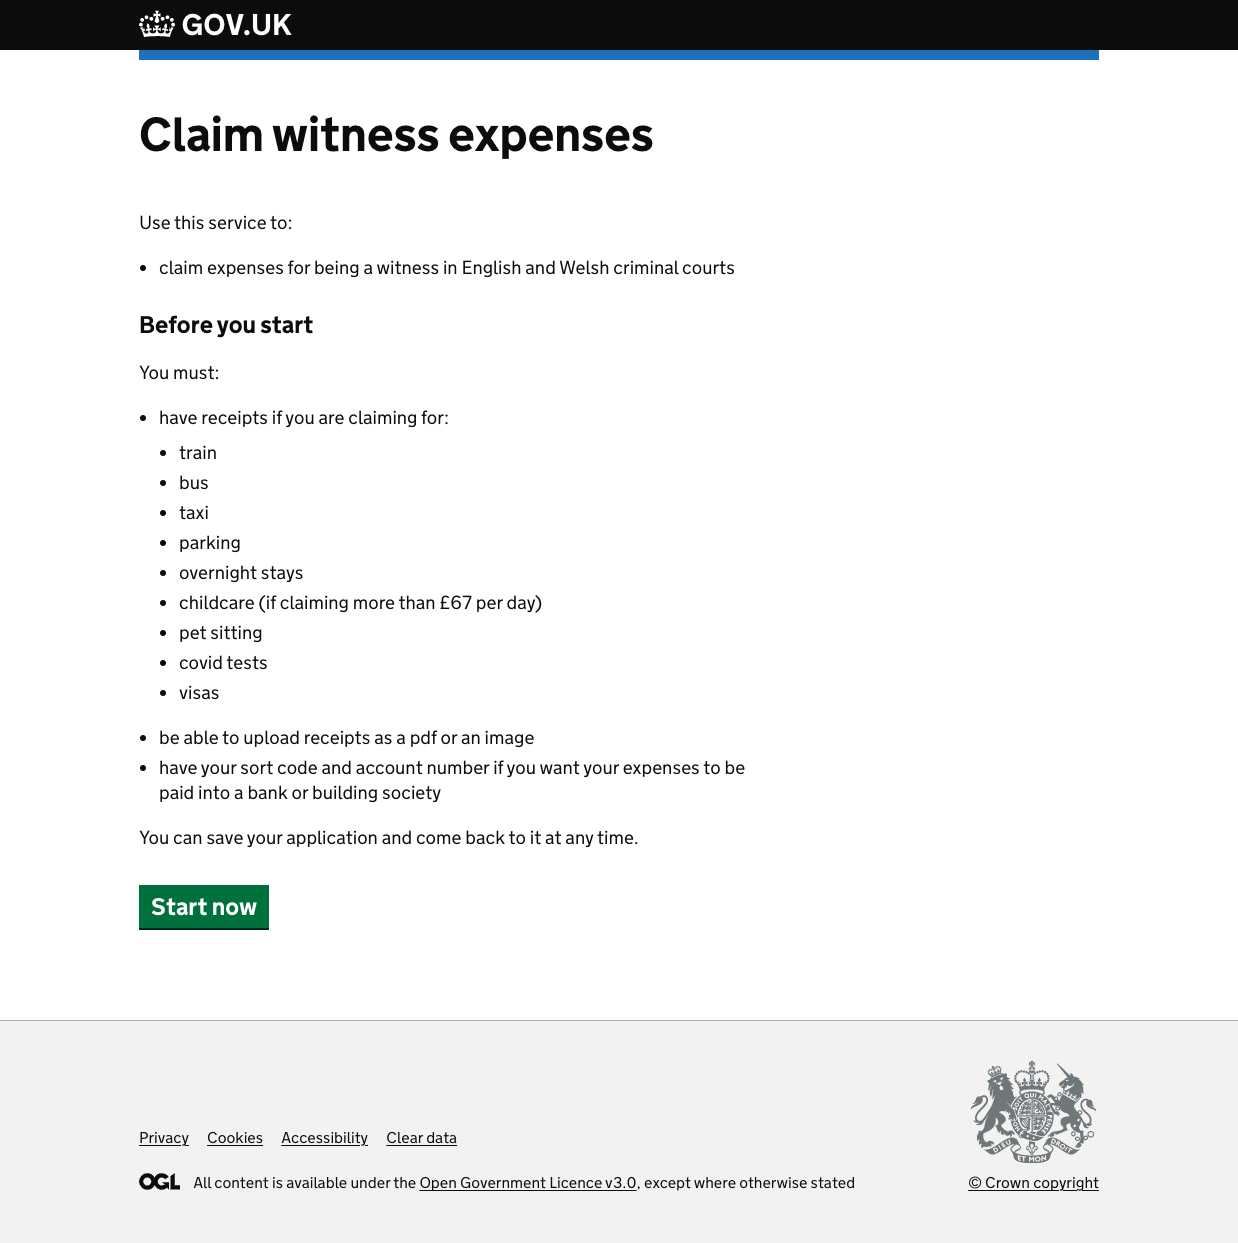 GOV.UK
Claim witness expenses
Use this service to:
• claim expenses for being a witness in English and Welsh criminal courts
Before you start
You must:
• have receipts if you are claiming for:
• train
• bus
• taxi
• parking
• overnight stays
• childcare (if claiming more than £67 per day)
• pet sitting
• covid tests
• visas
• be able to upload receipts as a pdf or an image
• have your sort code and account number if you want your expenses to be
paid into a bank or building society
You can save your application and come back to it at any time.
Start now
Privacy Cookies Accessibility Clear data
OGL All content is available under the Open Government Licence v3.0, except where otherwise stated
DIEU ET MON DROIT
© Crown copyright